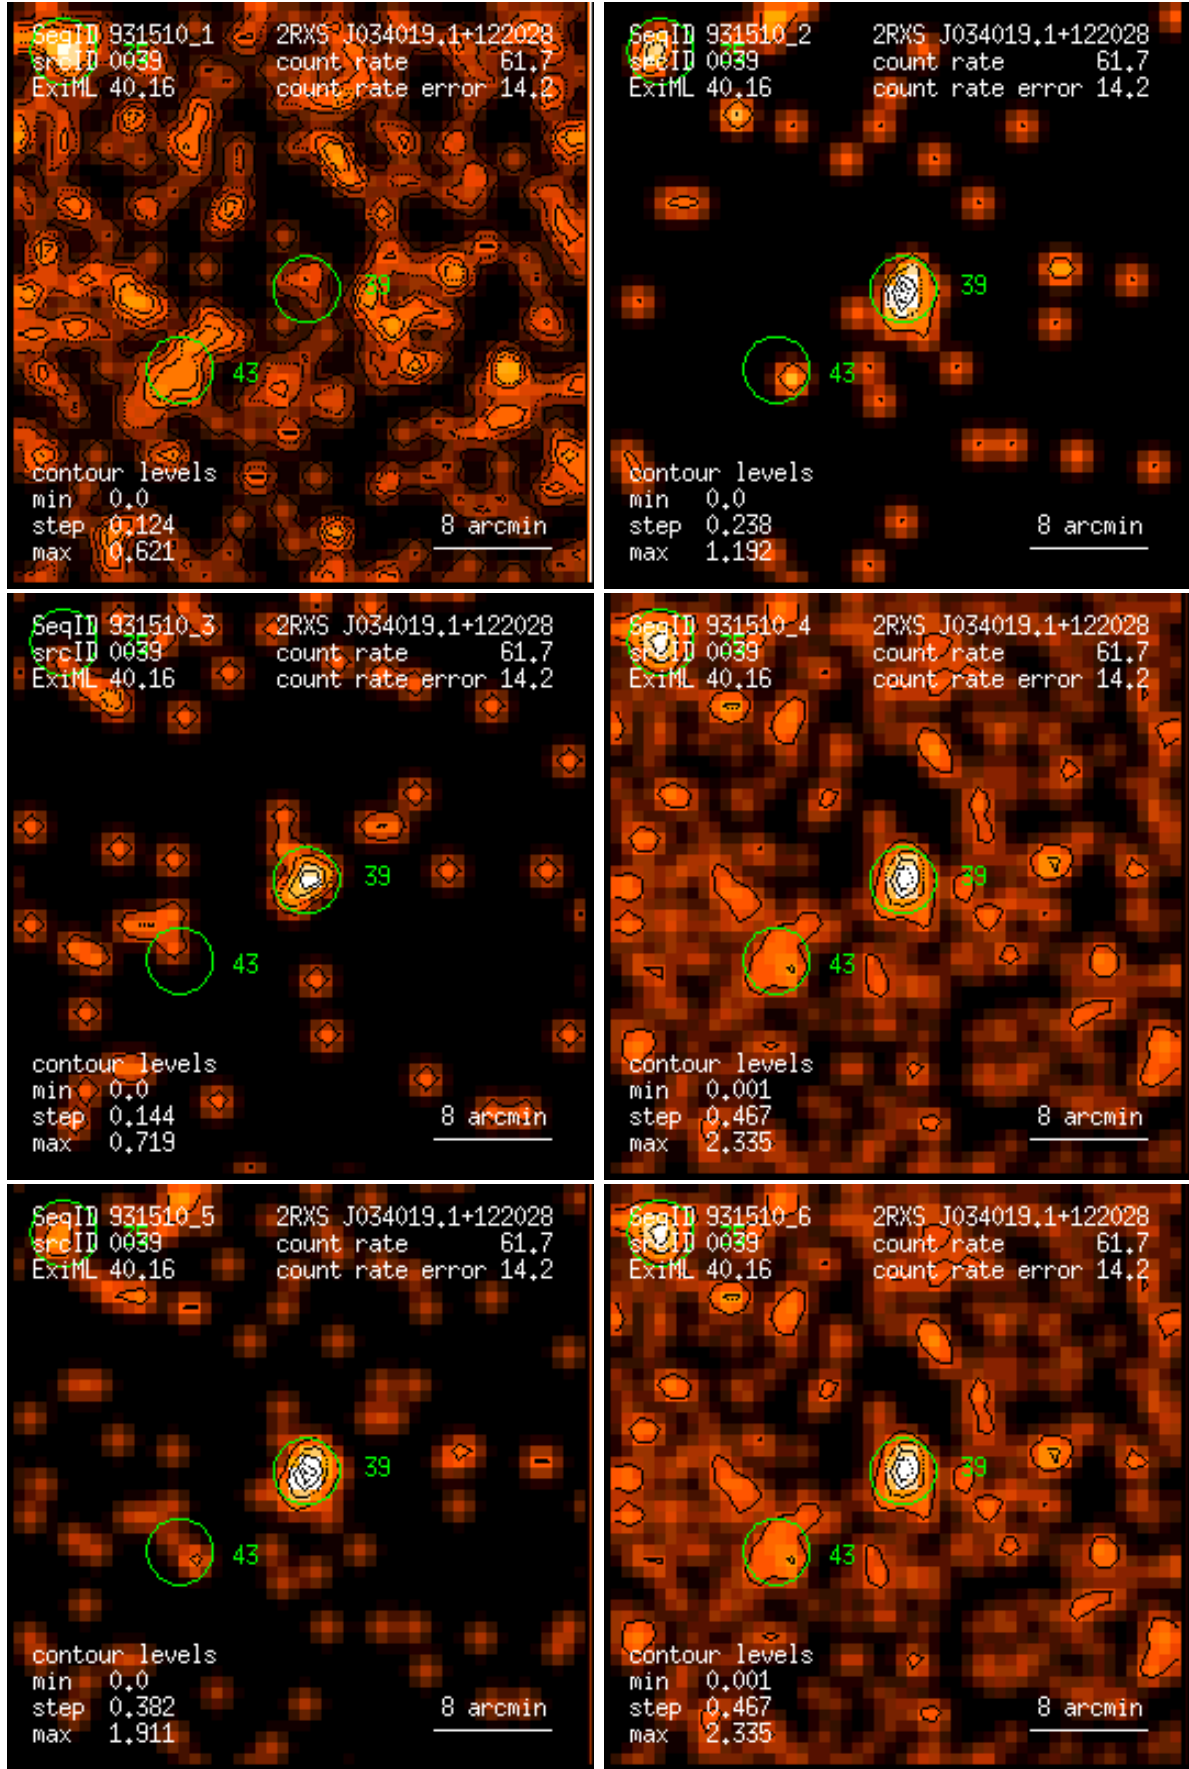 SeqID 931510_1 2RXS J034019.1+122028
srcID 0039 count rate 61.7
ExiML 40.16 count rate error 14.2
39
43
contour levels
min 0.0
step 0.124 8 arcmin
max 0.621
SeqID 931510_2 2RXS J034019.1+122028
srcID 0039 count rate 61.7
ExiML 40.16 count rate error 14.2
39
43
contour levels
min 0.0
step 0.238 8 arcmin
max 1.192
SeqID 931510_3 2RXS J034019.1+122028
srcID 0039 count rate 61.7
ExiML 40.16 count rate error 14.2
39
43
contour levels
min 0.0
step 0.144 8 arcmin
max 0.719
SeqID 931510_4 2RXS J034019.1+122028
srcID 0039 count rate 61.7
ExiML 40.16 count rate error 14.2
39
43
contour levels
min 0.001
step 0.467 8 arcmin
max 2.335
SeqID 931510_5 2RXS J034019.1+122028
srcID 0039 count rate 61.7
ExiML 40.16 count rate error 14.2
39
43
contour levels
min 0.0
step 0.382 8 arcmin
max 1.911
SeqID 931510_6 2RXS J034019.1+122028
srcID 0039 count rate 61.7
ExiML 40.16 count rate error 14.2
39
43
contour levels
min 0.001
step 0.467 8 arcmin
max 2.335